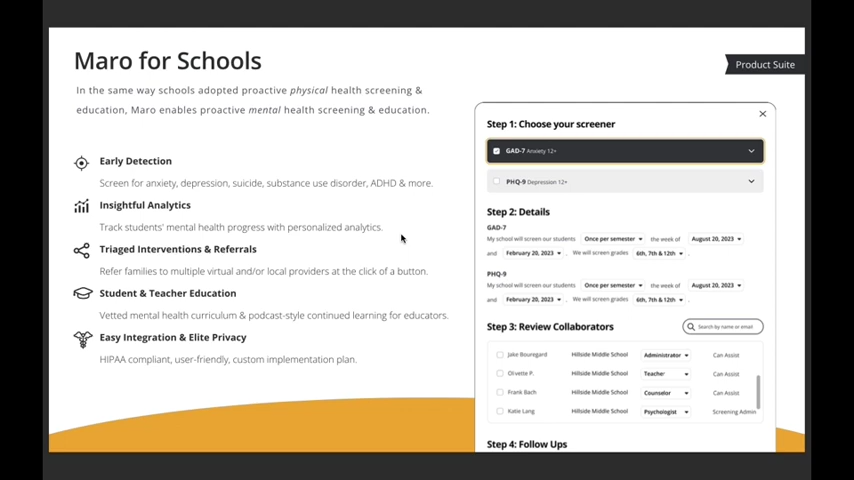 Maro for Schools
Product Suite
In the same way schools adopted proactive physical health screening &
education, Maro enables proactive mental health screening & education.
Early Detection
Screen for anxiety, depression, suicide, substance use disorder, ADHD & more.
Insightful Analytics
Track students' mental health progress with personalized analytics.
Triaged Interventions & Referrals
Refer families to multiple virtual and/or local providers at the click of a button.
Student & Teacher Education
Vetted mental health curriculum & podcast-style continued learning for educators.
Easy Integration & Elite Privacy
HIPAA compliant, user-friendly, custom implementation plan.
Step 1: Choose your screener
GAD-7 Anxiety 12+
PHQ-9 Depression 12+
Step 2: Details
GAD-7
My school will screen our students Once per semester the week of August 20, 2023
and February 20, 2023 . We will screen grades 6th, 7th & 12th .
PHQ-9
My school will screen our students Once per semester the week of August 20, 2023
and February 20, 2023 . We will screen grades 6th, 7th & 12th .
Step 3: Review Collaborators
Search by name or email
Jake Bouregard Hillside Middle School Administrator Can Assist
Olivette P. Hillside Middle School Teacher Can Assist
Frank Bach Hillside Middle School Counselor Can Assist
Katie Lang Hillside Middle School Psychologist Screening Admin
Step 4: Follow Ups